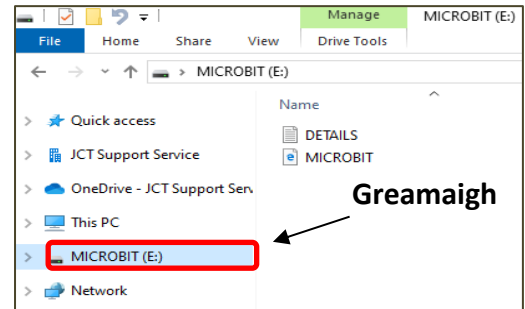 Manage MICROBIT (E:)
File Home Share View Drive Tools
MICROBIT (E:)
Name
Quick access
DETAILS
JCT Support Service
MICROBIT
OneDrive - JCT Support Serv
Greamaigh
This PC
MICROBIT (E:)
Network